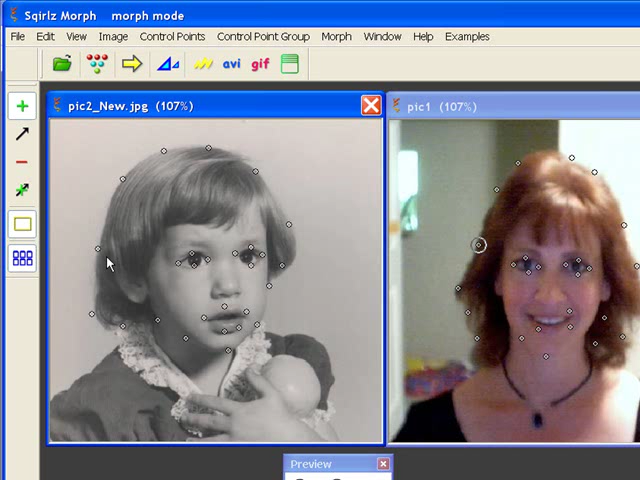 Sqirlz Morph morph mode
File Edit View Image Control Points Control Point Group Morph Window Help Examples
avi gif
pic2_New.jpg (107%)
pic1 (107%)
Preview